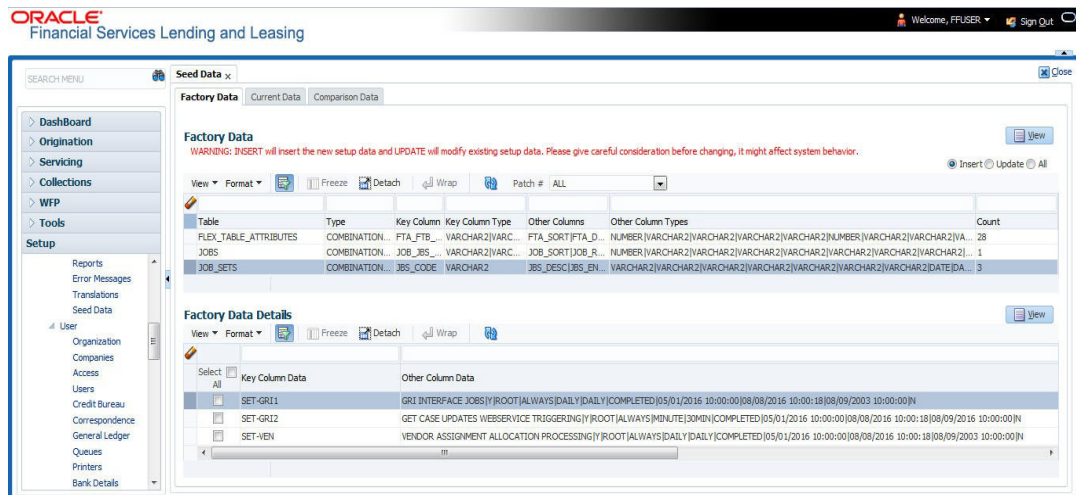 ORACLE
Financial Services Lending and Leasing
Welcome, FFUSER
Sign Out
SEARCH MENU
Seed Data x
Close
Factory Data Current Data Comparison Data
DashBoard
Origination
Servicing
Collections
WFP
Tools
Setup
Reports
Error Messages
Translations
Seed Data
User
Organization
Companies
Access
Users
Credit Bureau
Correspondence
General Ledger
Queues
Printers
Bank Details
Factory Data
View
WARNING: INSERT will insert the new setup data and UPDATE will modify existing setup data. Please give careful consideration before changing, it might affect system behavior.
Insert Update All
View Format Freeze Detach Wrap Patch # ALL
Table Type Key Column Key Column Type Other Columns Other Column Types Count
FLEX_TABLE_ATTRIBUTES COMBINATION... FTA_FTB_... VARCHAR2|VARC... FTA_SORT|FTA_D... NUMBER|VARCHAR2|VARCHAR2|VARCHAR2|VARCHAR2|NUMBER|VARCHAR2|VARCHAR2|VA... 28
JOBS COMBINATION... JOB_JBS_... VARCHAR2|VARC... JOB_SORT|JOB_R... NUMBER|VARCHAR2|VARCHAR2|VARCHAR2|VARCHAR2|VARCHAR2|VARCHAR2|VARCHAR2|... 1
JOB_SETS COMBINATION... JBS_CODE VARCHAR2 JBS_DESC|JBS_EN... VARCHAR2|VARCHAR2|VARCHAR2|VARCHAR2|VARCHAR2|VARCHAR2|VARCHAR2|DATE|DA... 3
Factory Data Details
View
View Format Freeze Detach Wrap
Select All Key Column Data Other Column Data
SET-GRI1 GRI INTERFACE JOBS|Y|ROOT|ALWAYS|DAILY|DAILY|COMPLETED|05/01/2016 10:00:00|08/08/2016 10:00:18|08/09/2003 10:00:00|N
SET-GRI2 GET CASE UPDATES WEBSERVICE TRIGGERING|Y|ROOT|ALWAYS|MINUTE|30MIN|COMPLETED|05/01/2016 10:00:00|08/08/2016 10:00:18|08/09/2003 10:00:00|N
SET-VEN VENDOR ASSIGNMENT ALLOCATION PROCESSING|Y|ROOT|ALWAYS|DAILY|DAILY|COMPLETED|05/01/2016 10:00:00|08/08/2016 10:00:18|08/09/2003 10:00:00|N